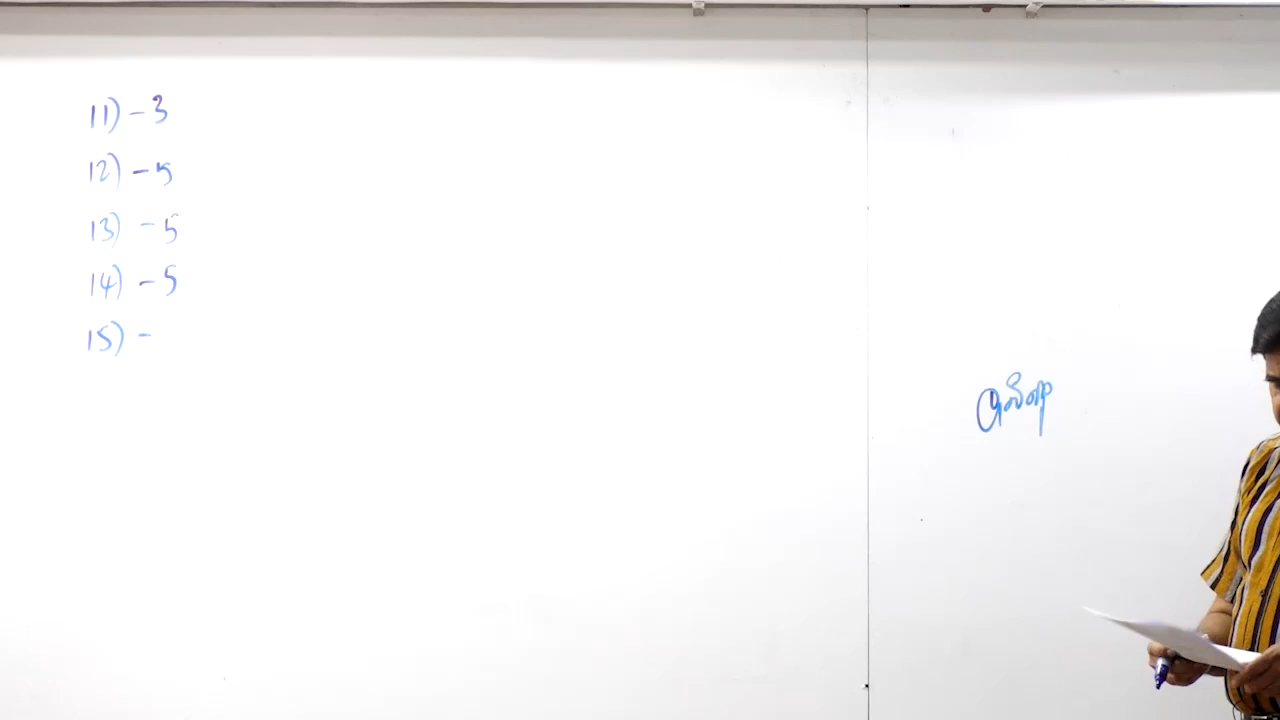 11) - 3
12) - 5
13) - 5
14) - 5
15) -